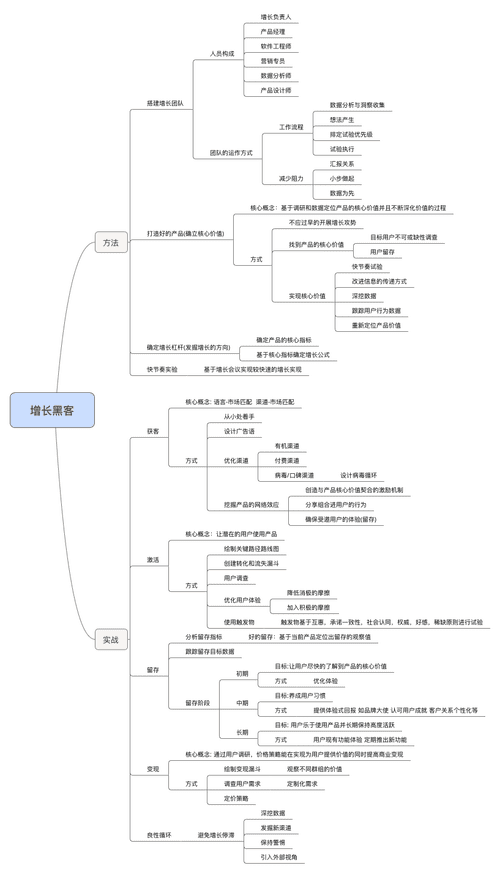 增长黑客
方法
搭建增长团队
人员构成
增长负责人
产品经理
软件工程师
营销专员
数据分析师
产品设计师
团队的运作方式
工作流程
数据分析与洞察收集
想法产生
排定试验优先级
试验执行
减少阻力
汇报关系
小步做起
数据为先
打造好的产品(确立核心价值)
核心概念：基于调研和数据定位产品的核心价值并且不断深化价值的过程
方式
不应过早的开展增长攻势
找到产品的核心价值
目标用户不可或缺性调查
用户留存
实现核心价值
快节奏试验
改进信息的传递方式
深挖数据
跟踪用户行为数据
重新定位产品价值
确定增长杠杆(发掘增长的方向)
确定产品的核心指标
基于核心指标确定增长公式
快节奏实验
基于增长会议实现较快速的增长实现
实战
获客
核心概念: 语言-市场匹配 渠道-市场匹配
方式
从小处着手
设计广告语
优化渠道
有机渠道
付费渠道
病毒/口碑渠道
设计病毒循环
挖掘产品的网络效应
创造与产品核心价值契合的激励机制
分享组合进用户的行为
确保受邀用户的体验(留存)
激活
核心概念：让潜在的用户使用产品
方式
绘制关键路径路线图
创建转化和流失漏斗
用户调查
优化用户体验
降低消极的摩擦
加入积极的摩擦
使用触发物
触发物基于互惠，承诺一致性，社会认同，权威，好感，稀缺原则进行试验
留存
分析留存指标
好的留存：基于当前产品定位出留存的观察值
跟踪留存目标数据
留存阶段
初期
目标:让用户尽快的了解到产品的核心价值
方式
优化体验
中期
目标:养成用户习惯
方式
提供体验式回报 如品牌大使 认可用户成就 客户关系个性化等
长期
目标: 用户乐于使用产品并长期保持高度活跃
方式
用户现有功能体验 定期推出新功能
变现
核心概念: 通过用户调研，价格策略能在实现为用户提供价值的同时提高商业变现
方式
绘制变现漏斗
观察不同群组的价值
调查用户需求
定制化需求
定价策略
良性循环
避免增长停滞
深挖数据
发掘新渠道
保持警惕
引入外部视角